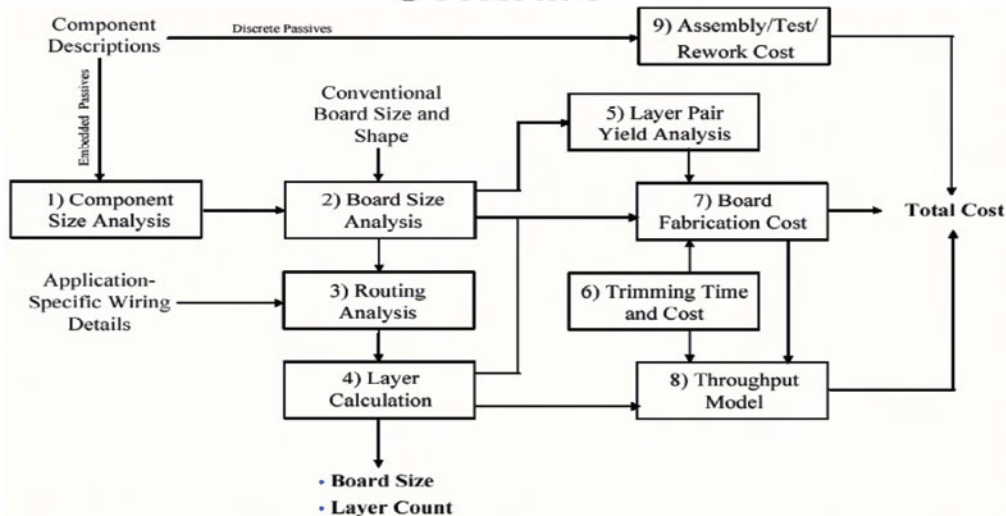 Component
Descriptions
Discrete Passives
9) Assembly/Test/
Rework Cost
Embedded Passives
Conventional
Board Size and
Shape
5) Layer Pair
Yield Analysis
1) Component
Size Analysis
2) Board Size
Analysis
7) Board
Fabrication Cost
Total Cost
Application-
Specific Wiring
Details
3) Routing
Analysis
6) Trimming Time
and Cost
4) Layer
Calculation
8) Throughput
Model
• Board Size
• Layer Count